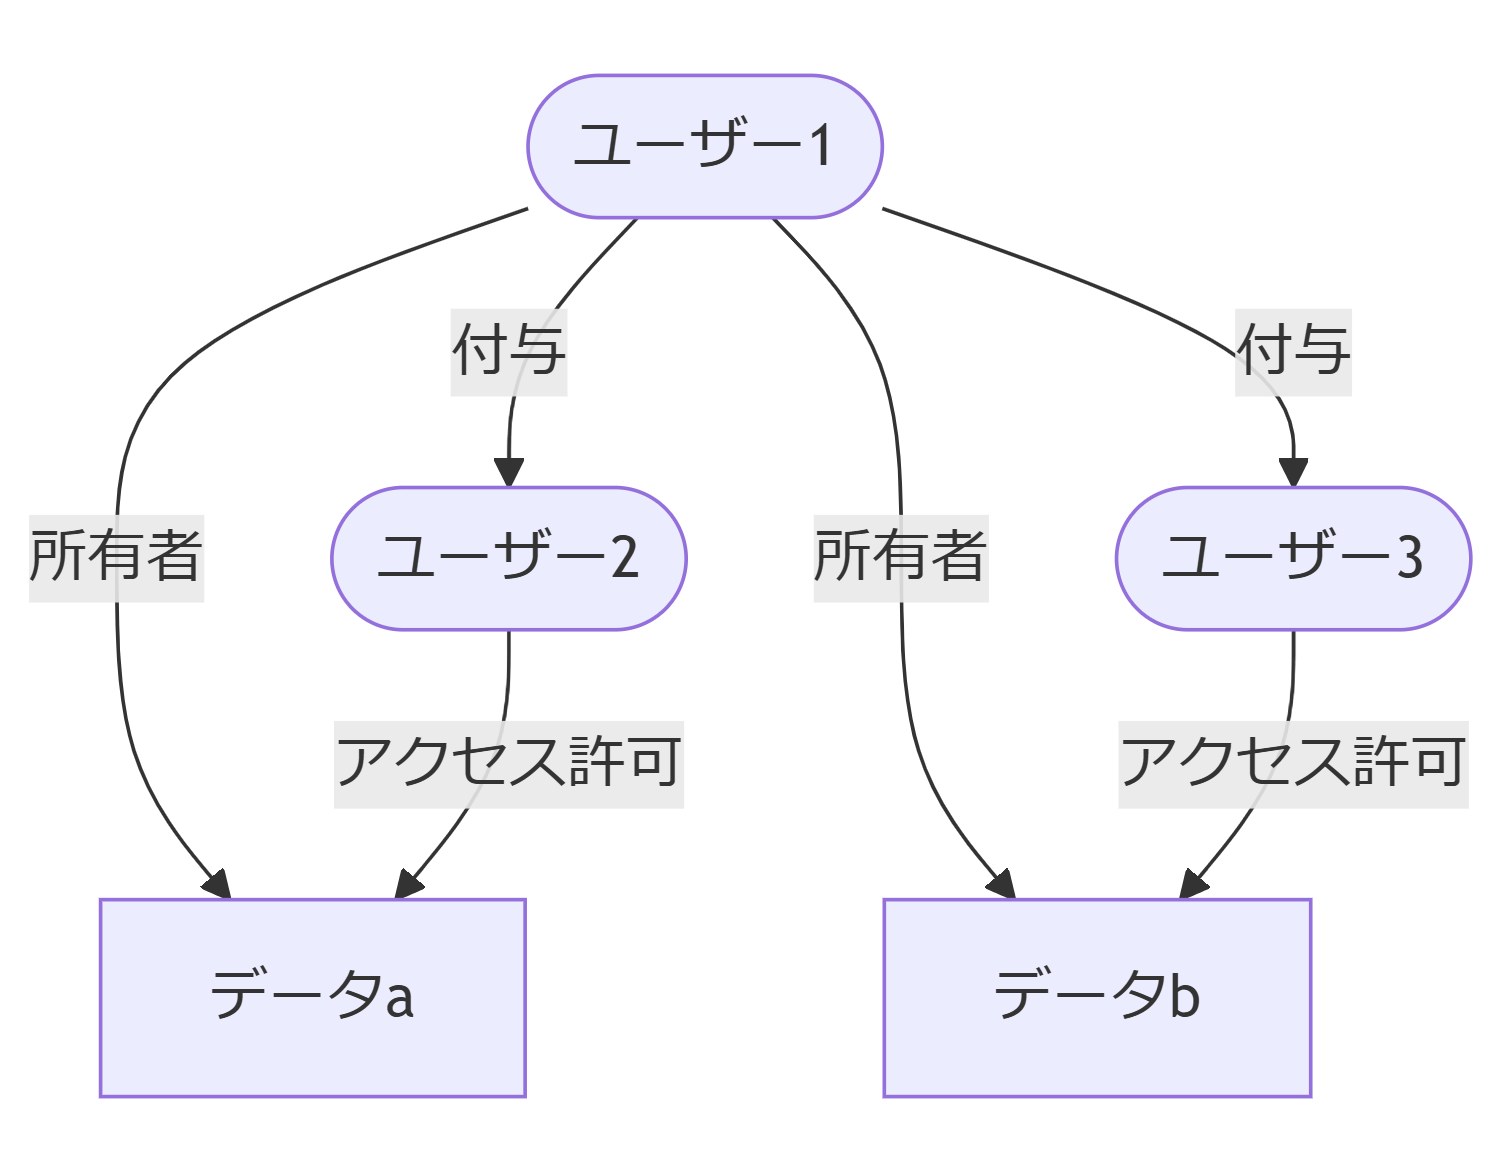 ユーザー1
付与
付与
所有者
ユーザー2
所有者
ユーザー3
アクセス許可
アクセス許可
データa
データb